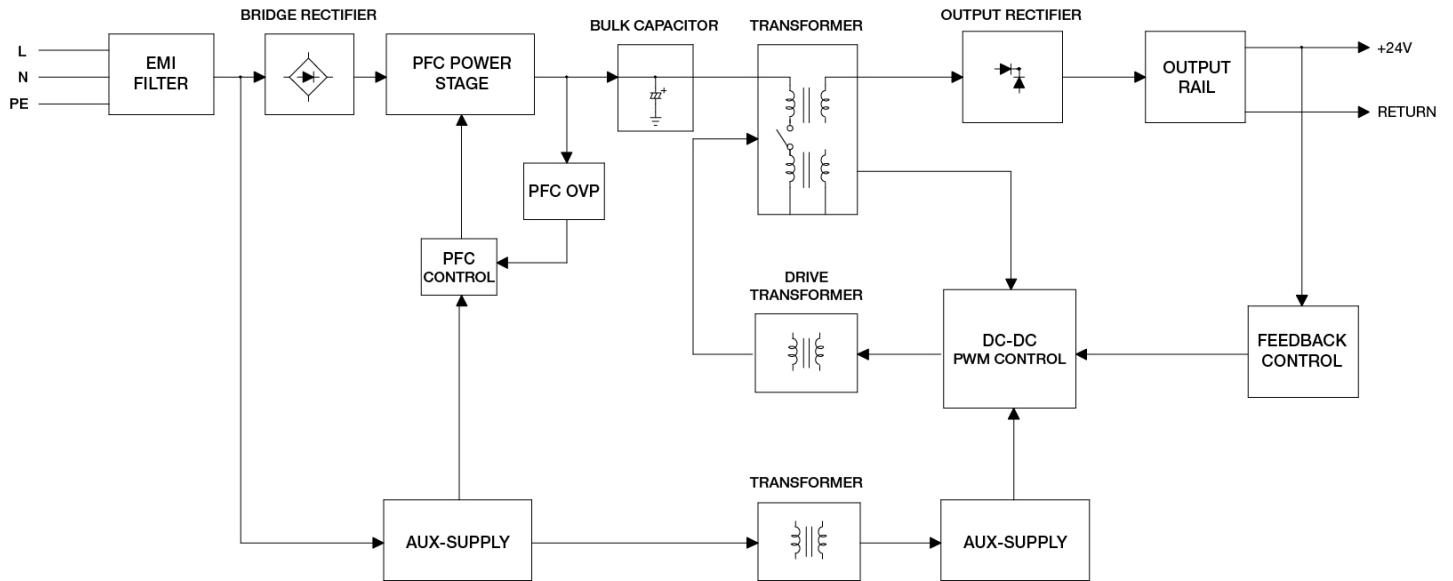 BRIDGE RECTIFIER
BULK CAPACITOR
TRANSFORMER
OUTPUT RECTIFIER
L
N
PE
EMI
FILTER
PFC POWER
STAGE
+
OUTPUT
RAIL
+24V
RETURN
PFC OVP
PFC
CONTROL
DRIVE
TRANSFORMER
DC-DC
PWM CONTROL
FEEDBACK
CONTROL
TRANSFORMER
AUX-SUPPLY
AUX-SUPPLY